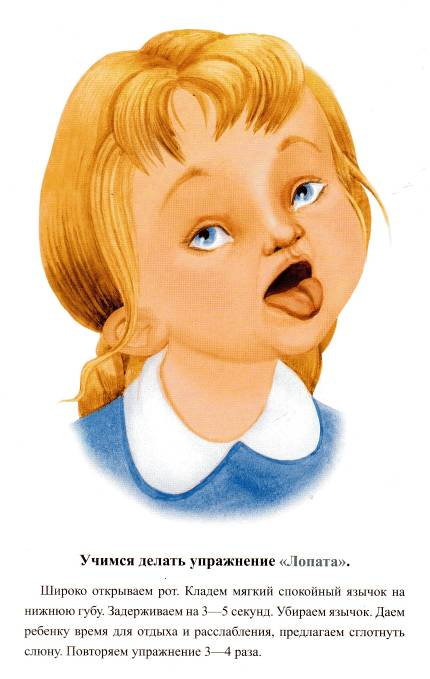 Учимся делать упражнение «Лопата».
Широко открываем рот. Кладем мягкий спокойный язычок на
нижнюю губу. Задерживаем на 3—5 секунд. Убираем язычок. Даем
ребенку время для отдыха и расслабления, предлагаем сглотнуть
слюну. Повторяем упражнение 3—4 раза.